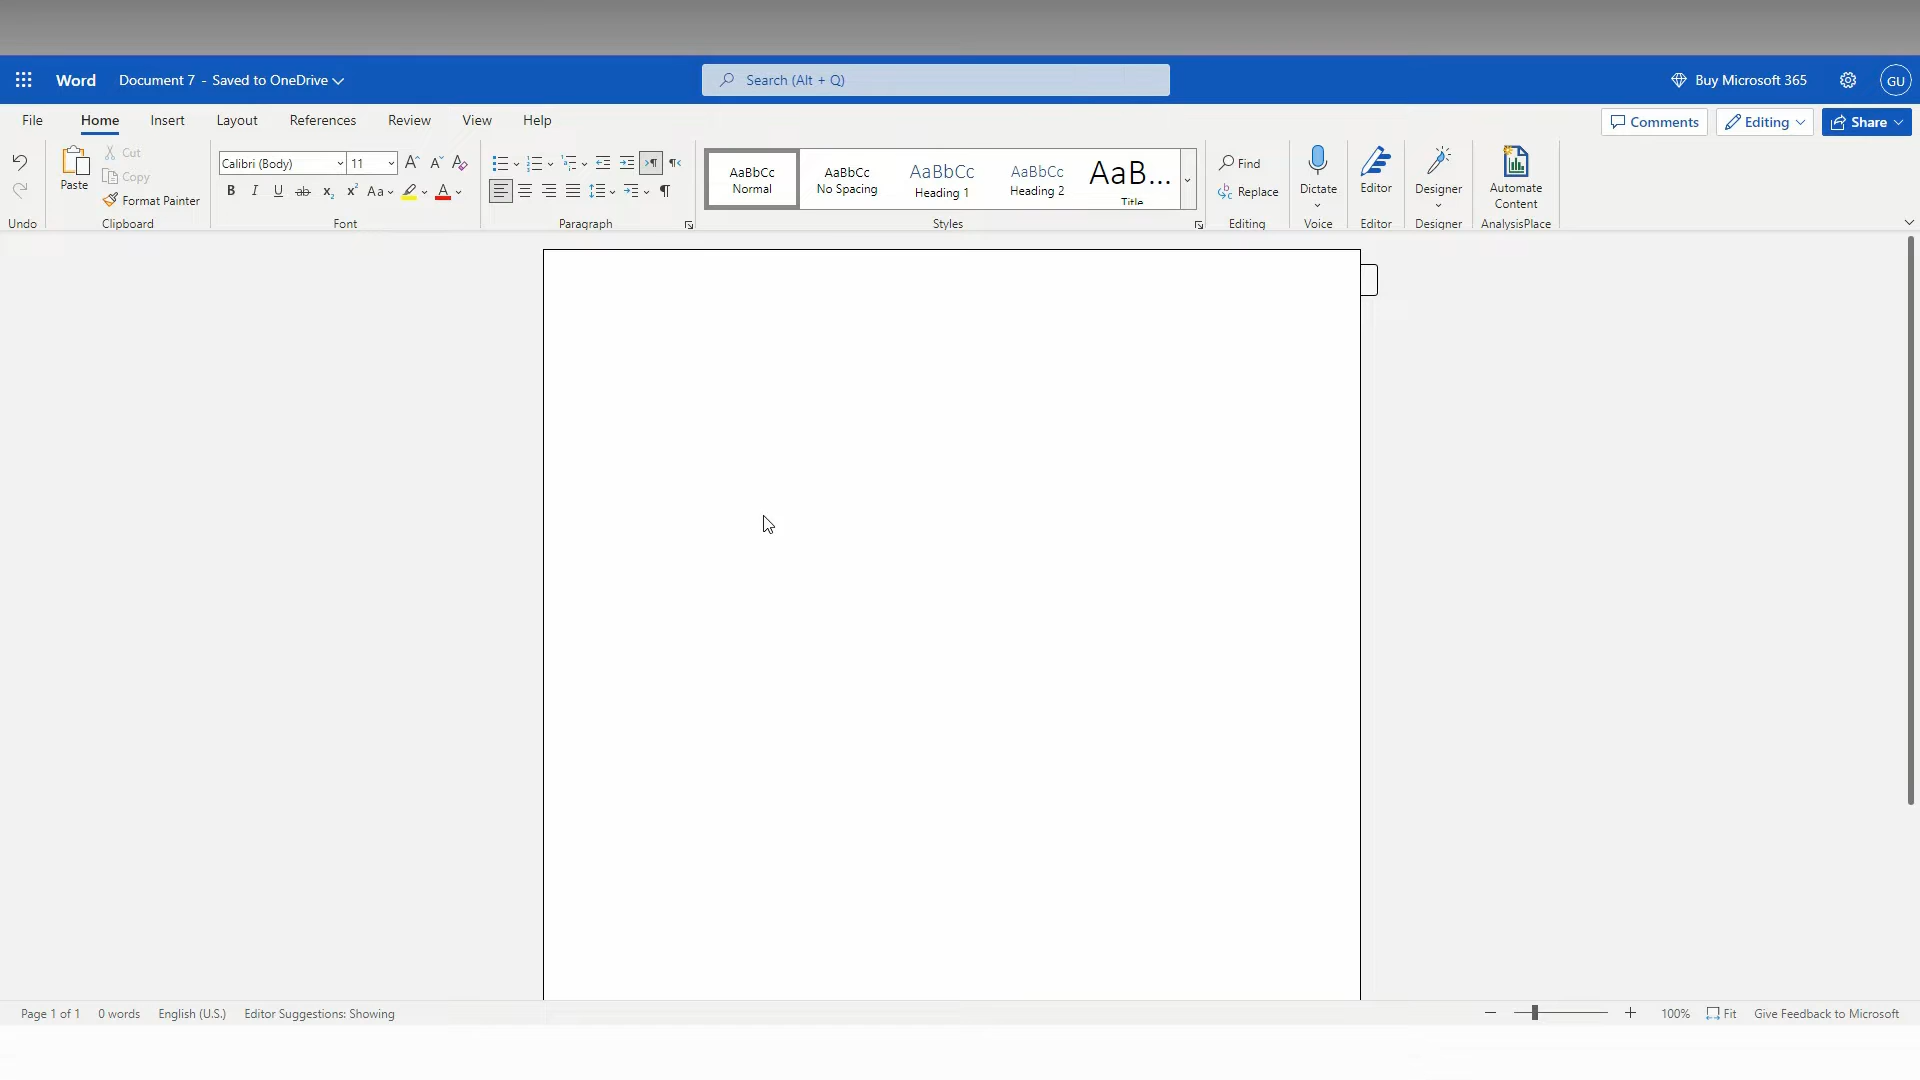 Word Document 7 - Saved to OneDrive Search (Alt + Q) Buy Microsoft 365 GU
File Home Insert Layout References Review View Help Comments Editing Share
Paste Cut Copy Format Painter
Calibri (Body) 11
B I U ab x₂ x² Aa A
AaBbCc Normal
AaBbCc No Spacing
AaBbCc Heading 1
AaBbCc Heading 2
AaB... Title
Find
Replace
Dictate
Editor
Designer
Automate Content
Undo Clipboard Font Paragraph Styles Editing Voice Editor Designer AnalysisPlace
Page 1 of 1 0 words English (U.S.) Editor Suggestions: Showing 100% Fit Give Feedback to Microsoft